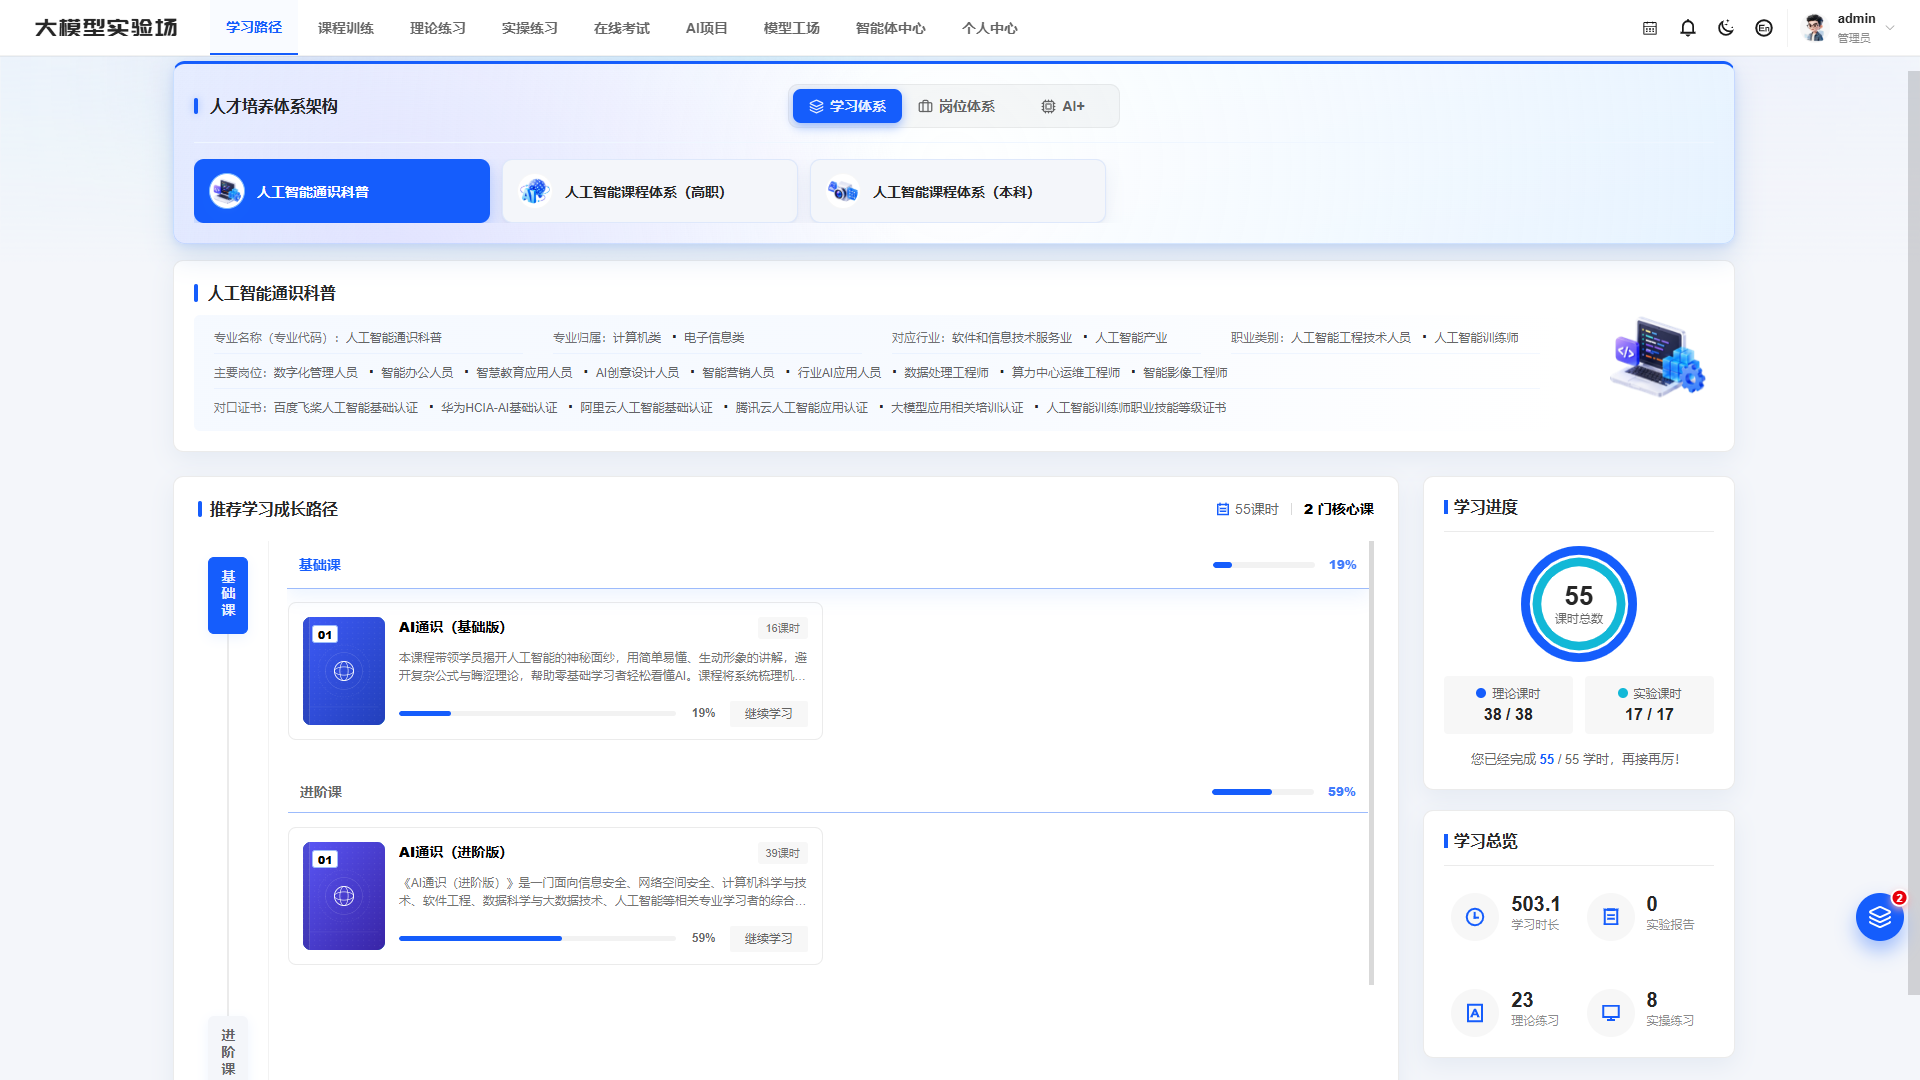 大模型实验场
学习路径
课程训练
理论练习
实操练习
在线考试
AI项目
模型工场
智能体中心
个人中心
En
admin
管理员
人才培养体系架构
学习体系
岗位体系
AI+
人工智能通识科普
人工智能课程体系（高职）
人工智能课程体系（本科）
人工智能通识科普
专业名称（专业代码）：人工智能通识科普
专业归属：计算机类 · 电子信息类
对应行业：软件和信息技术服务业 · 人工智能产业
职业类别：人工智能工程技术人员 · 人工智能训练师
主要岗位：数字化管理人员 · 智能办公人员 · 智慧教育应用人员 · AI创意设计人员 · 智能营销人员 · 行业AI应用人员 · 数据处理工程师 · 算力中心运维工程师 · 智能影像工程师
对口证书：百度飞桨人工智能基础认证 · 华为HCIA-AI基础认证 · 阿里云人工智能基础认证 · 腾讯云人工智能应用认证 · 大模型应用相关培训认证 · 人工智能训练师职业技能等级证书
推荐学习成长路径
55课时
2 门核心课
基础课
基础课
19%
01
AI通识（基础版）
16课时
本课程带领学员揭开人工智能的神秘面纱，用简单易懂、生动形象的讲解，避
开复杂公式与晦涩理论，帮助零基础学习者轻松看懂AI。课程将系统梳理机...
19%
继续学习
进阶课
59%
01
AI通识（进阶版）
39课时
《AI通识（进阶版）》是一门面向信息安全、网络空间安全、计算机科学与技
术、软件工程、数据科学与大数据技术、人工智能等相关专业学习者的综合...
59%
继续学习
进阶课
学习进度
55
课时总数
理论课时
38 / 38
实验课时
17 / 17
您已经完成 55 / 55 学时，再接再厉！
学习总览
503.1
学习时长
0
实验报告
23
理论练习
8
实操练习
2